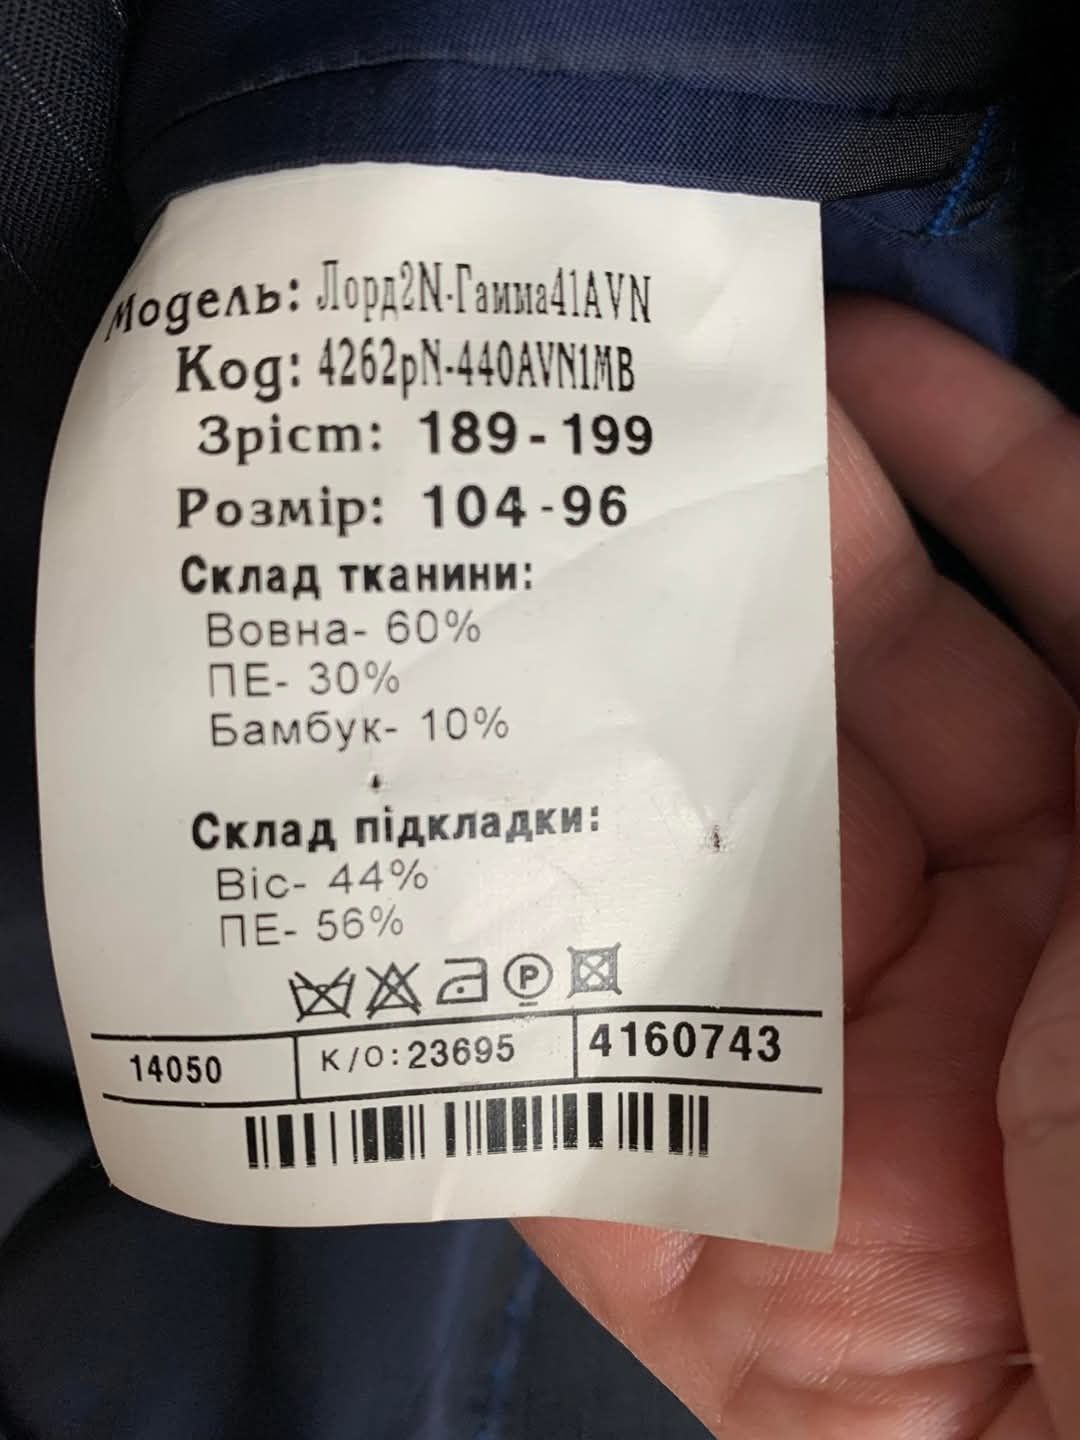 Модель: Лорд2N-Гамма41AVN
Код: 4262pN-440AVN1MB
Зріст: 189-199
Розмір: 104-96
Склад тканини:
Вовна- 60%
ПЕ- 30%
Бамбук- 10%
Склад підкладки:
Віс- 44%
ПЕ- 56%
P
14050 К/О:23695 4160743